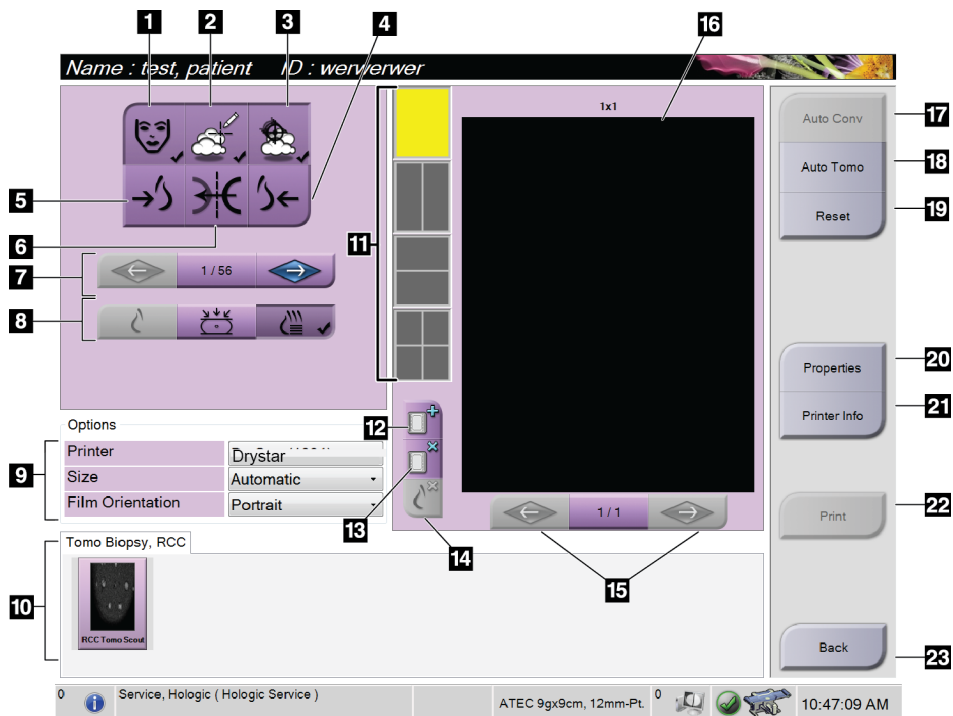 1
2
3
4
16
Name : test, patient ID : werwerwer
1x1
Auto Conv
17
Auto Tomo
18
Reset
19
5
6
11
7
1 / 56
8
Properties
20
Printer Info
21
12
Options
Printer
Drystar
9
Size
Automatic
Film Orientation
Portrait
13
14
1 / 1
15
Print
22
Tomo Biopsy, RCC
10
RCC Tomo Scout
Back
23
0
Service, Hologic ( Hologic Service )
ATEC 9gx9cm, 12mm-Pt.
0
10:47:09 AM